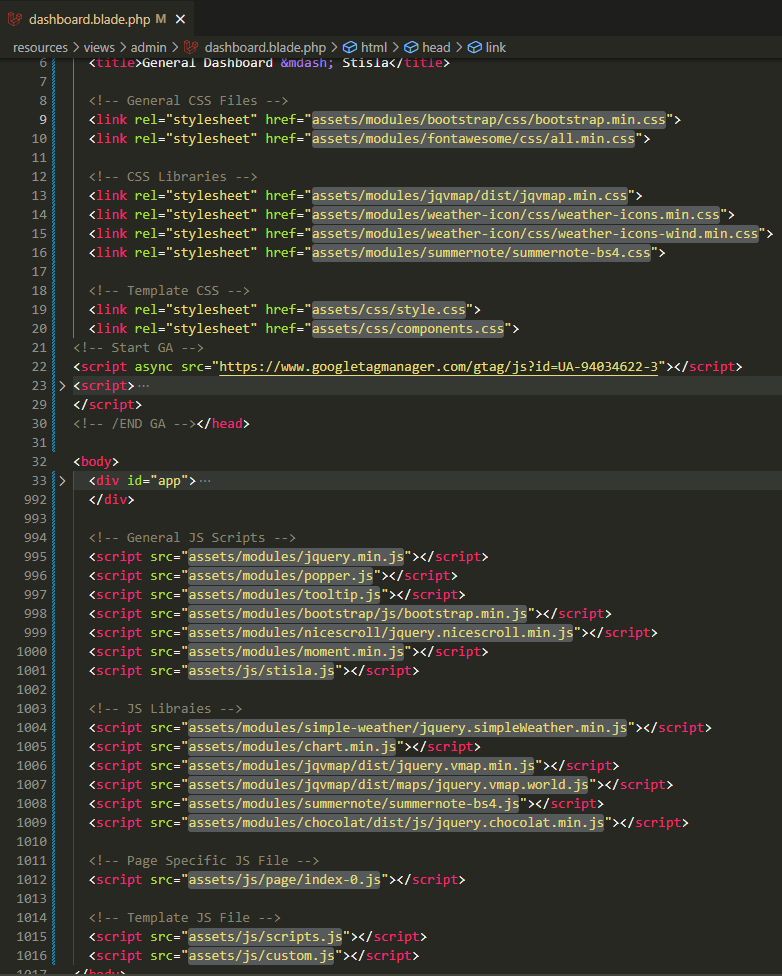 dashboard.blade.php M ×
resources > views > admin > dashboard.blade.php > html > head > link
6 <title>General Dashboard &mdash; Stisla</title>
7
8 <!-- General CSS Files -->
9 <link rel="stylesheet" href="assets/modules/bootstrap/css/bootstrap.min.css">
10 <link rel="stylesheet" href="assets/modules/fontawesome/css/all.min.css">
11
12 <!-- CSS Libraries -->
13 <link rel="stylesheet" href="assets/modules/jqvmap/dist/jqvmap.min.css">
14 <link rel="stylesheet" href="assets/modules/weather-icon/css/weather-icons.min.css">
15 <link rel="stylesheet" href="assets/modules/weather-icon/css/weather-icons-wind.min.css">
16 <link rel="stylesheet" href="assets/modules/summernote/summernote-bs4.css">
17
18 <!-- Template CSS -->
19 <link rel="stylesheet" href="assets/css/style.css">
20 <link rel="stylesheet" href="assets/css/components.css">
21 <!-- Start GA -->
22 <script async src="https://www.googletagmanager.com/gtag/js?id=UA-94034622-3"></script>
23 > <script>…
29 </script>
30 <!-- /END GA --></head>
31
32 <body>
33 > <div id="app">…
992 </div>
993
994 <!-- General JS Scripts -->
995 <script src="assets/modules/jquery.min.js"></script>
996 <script src="assets/modules/popper.js"></script>
997 <script src="assets/modules/tooltip.js"></script>
998 <script src="assets/modules/bootstrap/js/bootstrap.min.js"></script>
999 <script src="assets/modules/nicescroll/jquery.nicescroll.min.js"></script>
1000 <script src="assets/modules/moment.min.js"></script>
1001 <script src="assets/js/stisla.js"></script>
1002
1003 <!-- JS Libraies -->
1004 <script src="assets/modules/simple-weather/jquery.simpleWeather.min.js"></script>
1005 <script src="assets/modules/chart.min.js"></script>
1006 <script src="assets/modules/jqvmap/dist/jquery.vmap.min.js"></script>
1007 <script src="assets/modules/jqvmap/dist/maps/jquery.vmap.world.js"></script>
1008 <script src="assets/modules/summernote/summernote-bs4.js"></script>
1009 <script src="assets/modules/chocolat/dist/js/jquery.chocolat.min.js"></script>
1010
1011 <!-- Page Specific JS File -->
1012 <script src="assets/js/page/index-0.js"></script>
1013
1014 <!-- Template JS File -->
1015 <script src="assets/js/scripts.js"></script>
1016 <script src="assets/js/custom.js"></script>
1017 </body>